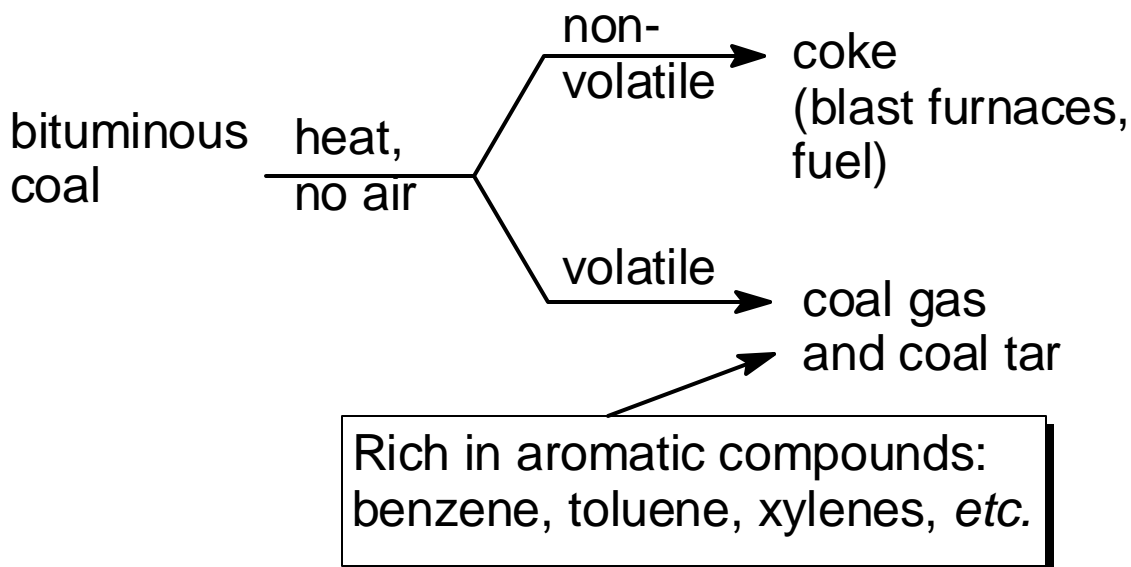 bituminous
coal
heat,
no air
non-
volatile
coke
(blast furnaces,
fuel)
volatile
coal gas
and coal tar
Rich in aromatic compounds:
benzene, toluene, xylenes, etc.